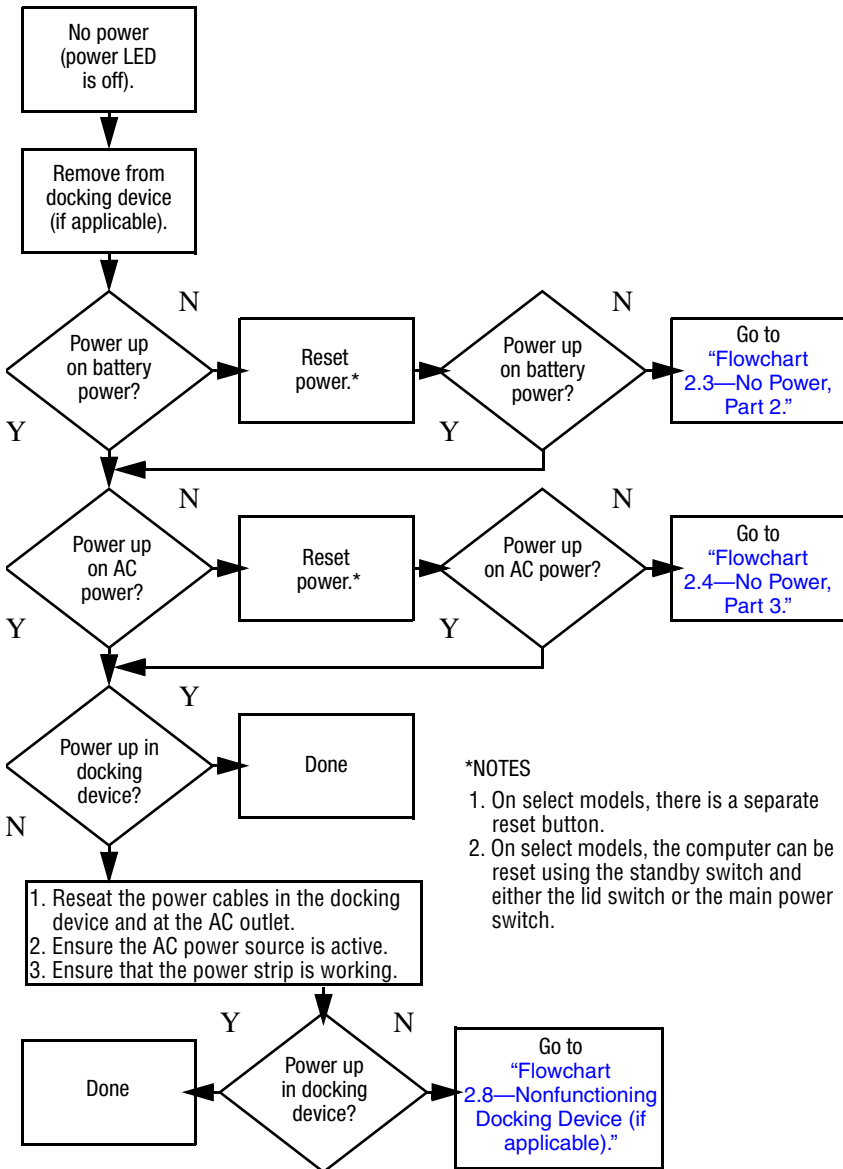 No power
(power LED
is off).
Remove from
docking device
(if applicable).
N
Power up
on battery
power?
Y
Reset
power.*
N
Power up
on battery
power?
Y
Go to
“Flowchart
2.3—No Power,
Part 2.”
N
Power up
on AC
power?
Y
Reset
power.*
N
Power up
on AC power?
Y
Go to
“Flowchart
2.4—No Power,
Part 3.”
Y
Power up in
docking
device?
N
Done
*NOTES
1. On select models, there is a separate
reset button.
2. On select models, the computer can be
reset using the standby switch and
either the lid switch or the main power
switch.
1. Reseat the power cables in the docking
device and at the AC outlet.
2. Ensure the AC power source is active.
3. Ensure that the power strip is working.
Y
N
Done
Power up
in docking
device?
Go to
“Flowchart
2.8—Nonfunctioning
Docking Device (if
applicable).”